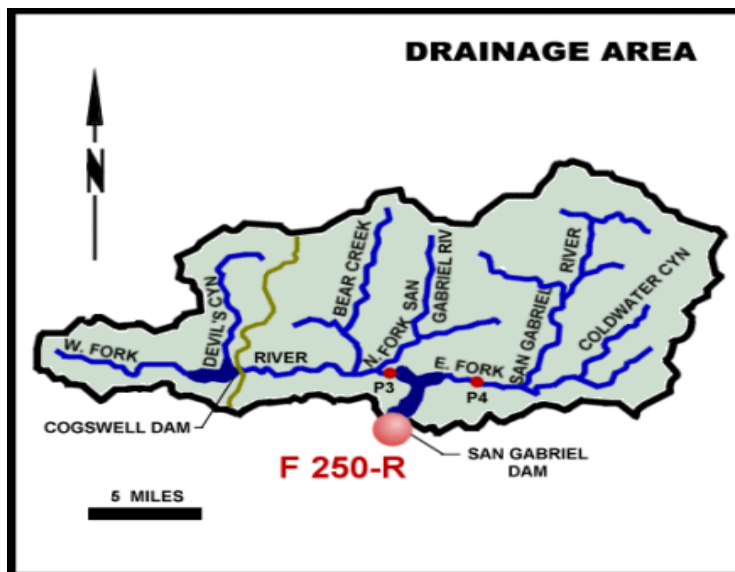 DRAINAGE AREA
N
BEAR CREEK
N. FORK SAN
GABRIEL RIV
SAN GABRIEL RIVER
COLDWATER CYN
DEVIL'S CYN
W. FORK
RIVER
E. FORK
P3
P4
COGSWELL DAM
F 250-R
SAN GABRIEL
DAM
5 MILES